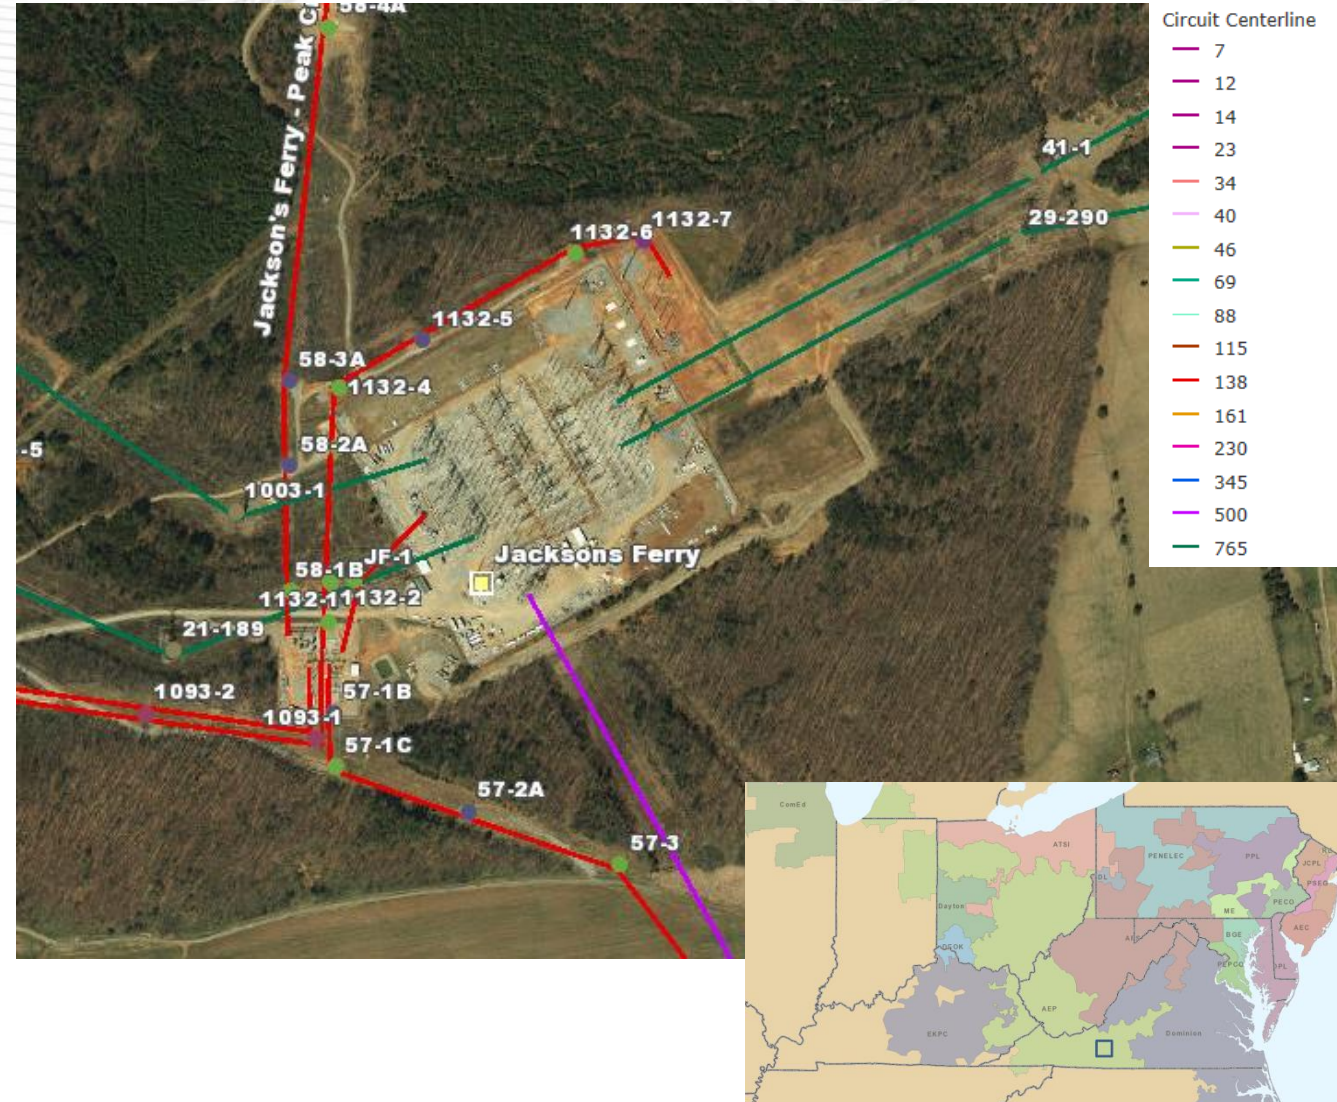 58-4A
Jackson's Ferry - Peak C
41-1
29-290
1132-7
1132-6
1132-5
58-3A
1132-4
58-2A
-5
1003-1
JF-1
58-1B
Jacksons Ferry
1132-1
1132-2
21-189
1093-2
57-1B
1093-1
57-1C
57-2A
57-3
Circuit Centerline
7
12
14
23
34
40
46
69
88
115
138
161
230
345
500
765
ComEd
ATSI
PENELEC
PPL
JCPL
PSEG
DL
Dayton
ME
PECO
AEC
BGE
DEOK
PEPCO
DPL
AEP
EKPC
Dominion